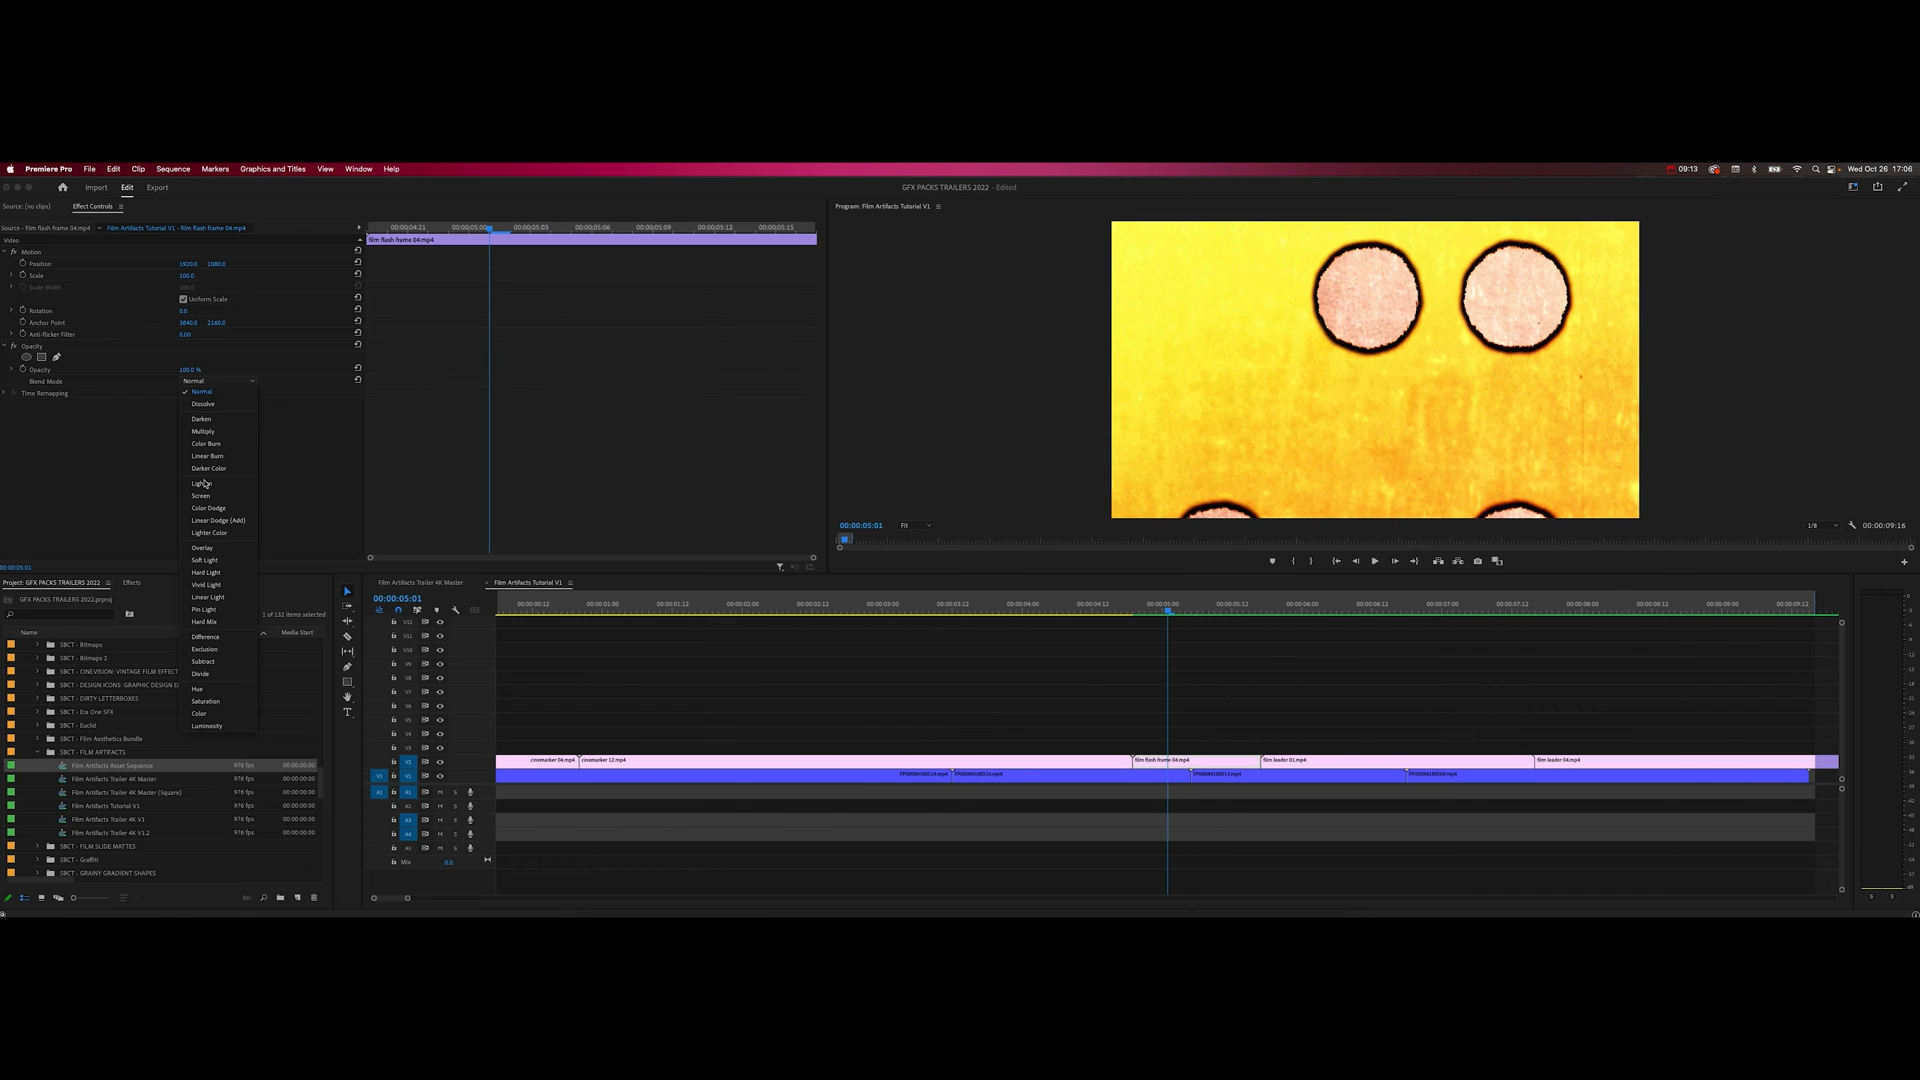 Premiere Pro File Edit Clip Sequence Markers Graphics and Titles View Window Help
09:13 Wed Oct 26 17:06
Import Edit Export
GFX PACKS TRAILERS 2022 - Edited
Source: (no clips) Effect Controls
Program: Film Artifacts Tutorial V1
Source - film flash frame 04.mp4 Film Artifacts Tutorial V1 - film flash frame 04.mp4
00:00:04:21 00:00:05:00 00:00:05:03 00:00:05:06 00:00:05:09 00:00:05:12 00:00:05:15
Video
film flash frame 04.mp4
fx Motion
Position 1920.0 1080.0
Scale 100.0
Scale Width 100.0
Uniform Scale
Rotation 0.0
Anchor Point 3840.0 2160.0
Anti-flicker Filter 0.00
fx Opacity
Opacity 100.0 %
Blend Mode Normal
Time Remapping
Normal
Dissolve
Darken
Multiply
Color Burn
Linear Burn
Darker Color
Lighten
Screen
Color Dodge
Linear Dodge (Add)
Lighter Color
Overlay
Soft Light
Hard Light
Vivid Light
Linear Light
Pin Light
Hard Mix
Difference
Exclusion
Subtract
Divide
Hue
Saturation
Color
Luminosity
00:00:05:01 Fit 1/8 00:00:09:16
00:00:05:01
Project: GFX PACKS TRAILERS 2022 Effects
GFX PACKS TRAILERS 2022.prproj
1 of 132 items selected
Name Media Start
SBCT - Bitmaps
SBCT - Bitmaps 2
SBCT - CINEVISION: VINTAGE FILM EFFECT
SBCT - DESIGN ICONS: GRAPHIC DESIGN
SBCT - DIRTY LETTERBOXES
SBCT - Era One SFX
SBCT - Euclid
SBCT - Film Aesthetics Bundle
SBCT - FILM ARTIFACTS
Film Artifacts Asset Sequence 976 fps 00:00:00:00
Film Artifacts Trailer 4K Master 976 fps 00:00:00:00
Film Artifacts Trailer 4K Master (Square) 976 fps 00:00:00:00
Film Artifacts Tutorial V1 976 fps 00:00:00:00
Film Artifacts Trailer 4K V1 976 fps 00:00:00:00
Film Artifacts Trailer 4K V1.2 976 fps 00:00:00:00
SBCT - FILM SLIDE MATTES
SBCT - Graffiti
SBCT - GRAINY GRADIENT SHAPES
Film Artifacts Trailer 4K Master Film Artifacts Tutorial V1
00:00:05:01
00:00:00:12 00:00:01:00 00:00:01:12 00:00:02:00 00:00:02:12 00:00:03:00 00:00:03:12 00:00:04:00 00:00:04:12 00:00:05:00 00:00:05:12 00:00:06:00 00:00:06:12 00:00:07:00 00:00:07:12 00:00:08:00 00:00:08:12 00:00:09:00 00:00:09:12
V12
V11
V10
V9
V8
V7
V6
V5
V4
V3
V2 cinemarker 04.mp4 cinemarker 12.mp4 film flash frame 04.mp4 film leader 01.mp4 film leader 04.mp4
V1 V1
A1 A1 M S
A2 M S
A3 M S
A4 M S
A5 M S
Mix 0.0
0
-6
-12
-18
-24
-30
-36
-42
-48
-54
S S